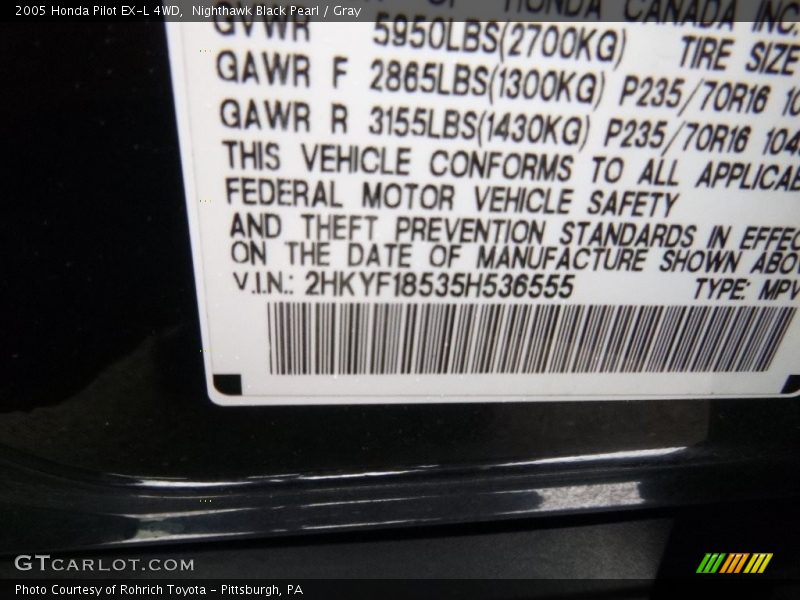 2005 Honda Pilot EX-L 4WD, Nighthawk Black Pearl / Gray
OF HONDA CANADA INC.
GVWR 5950LBS(2700KG) TIRE SIZE
GAWR F 2865LBS(1300KG) P235/70R16
GAWR R 3155LBS(1430KG) P235/70R16
THIS VEHICLE CONFORMS TO ALL
FEDERAL MOTOR VEHICLE SAFETY
AND THEFT PREVENTION STANDARDS IN
ON THE DATE OF MANUFACTURE SHOWN
V.I.N.: 2HKYF18535H536555 TYPE: MPV
GTCARLOT.COM
Photo Courtesy of Rohrich Toyota - Pittsburgh, PA